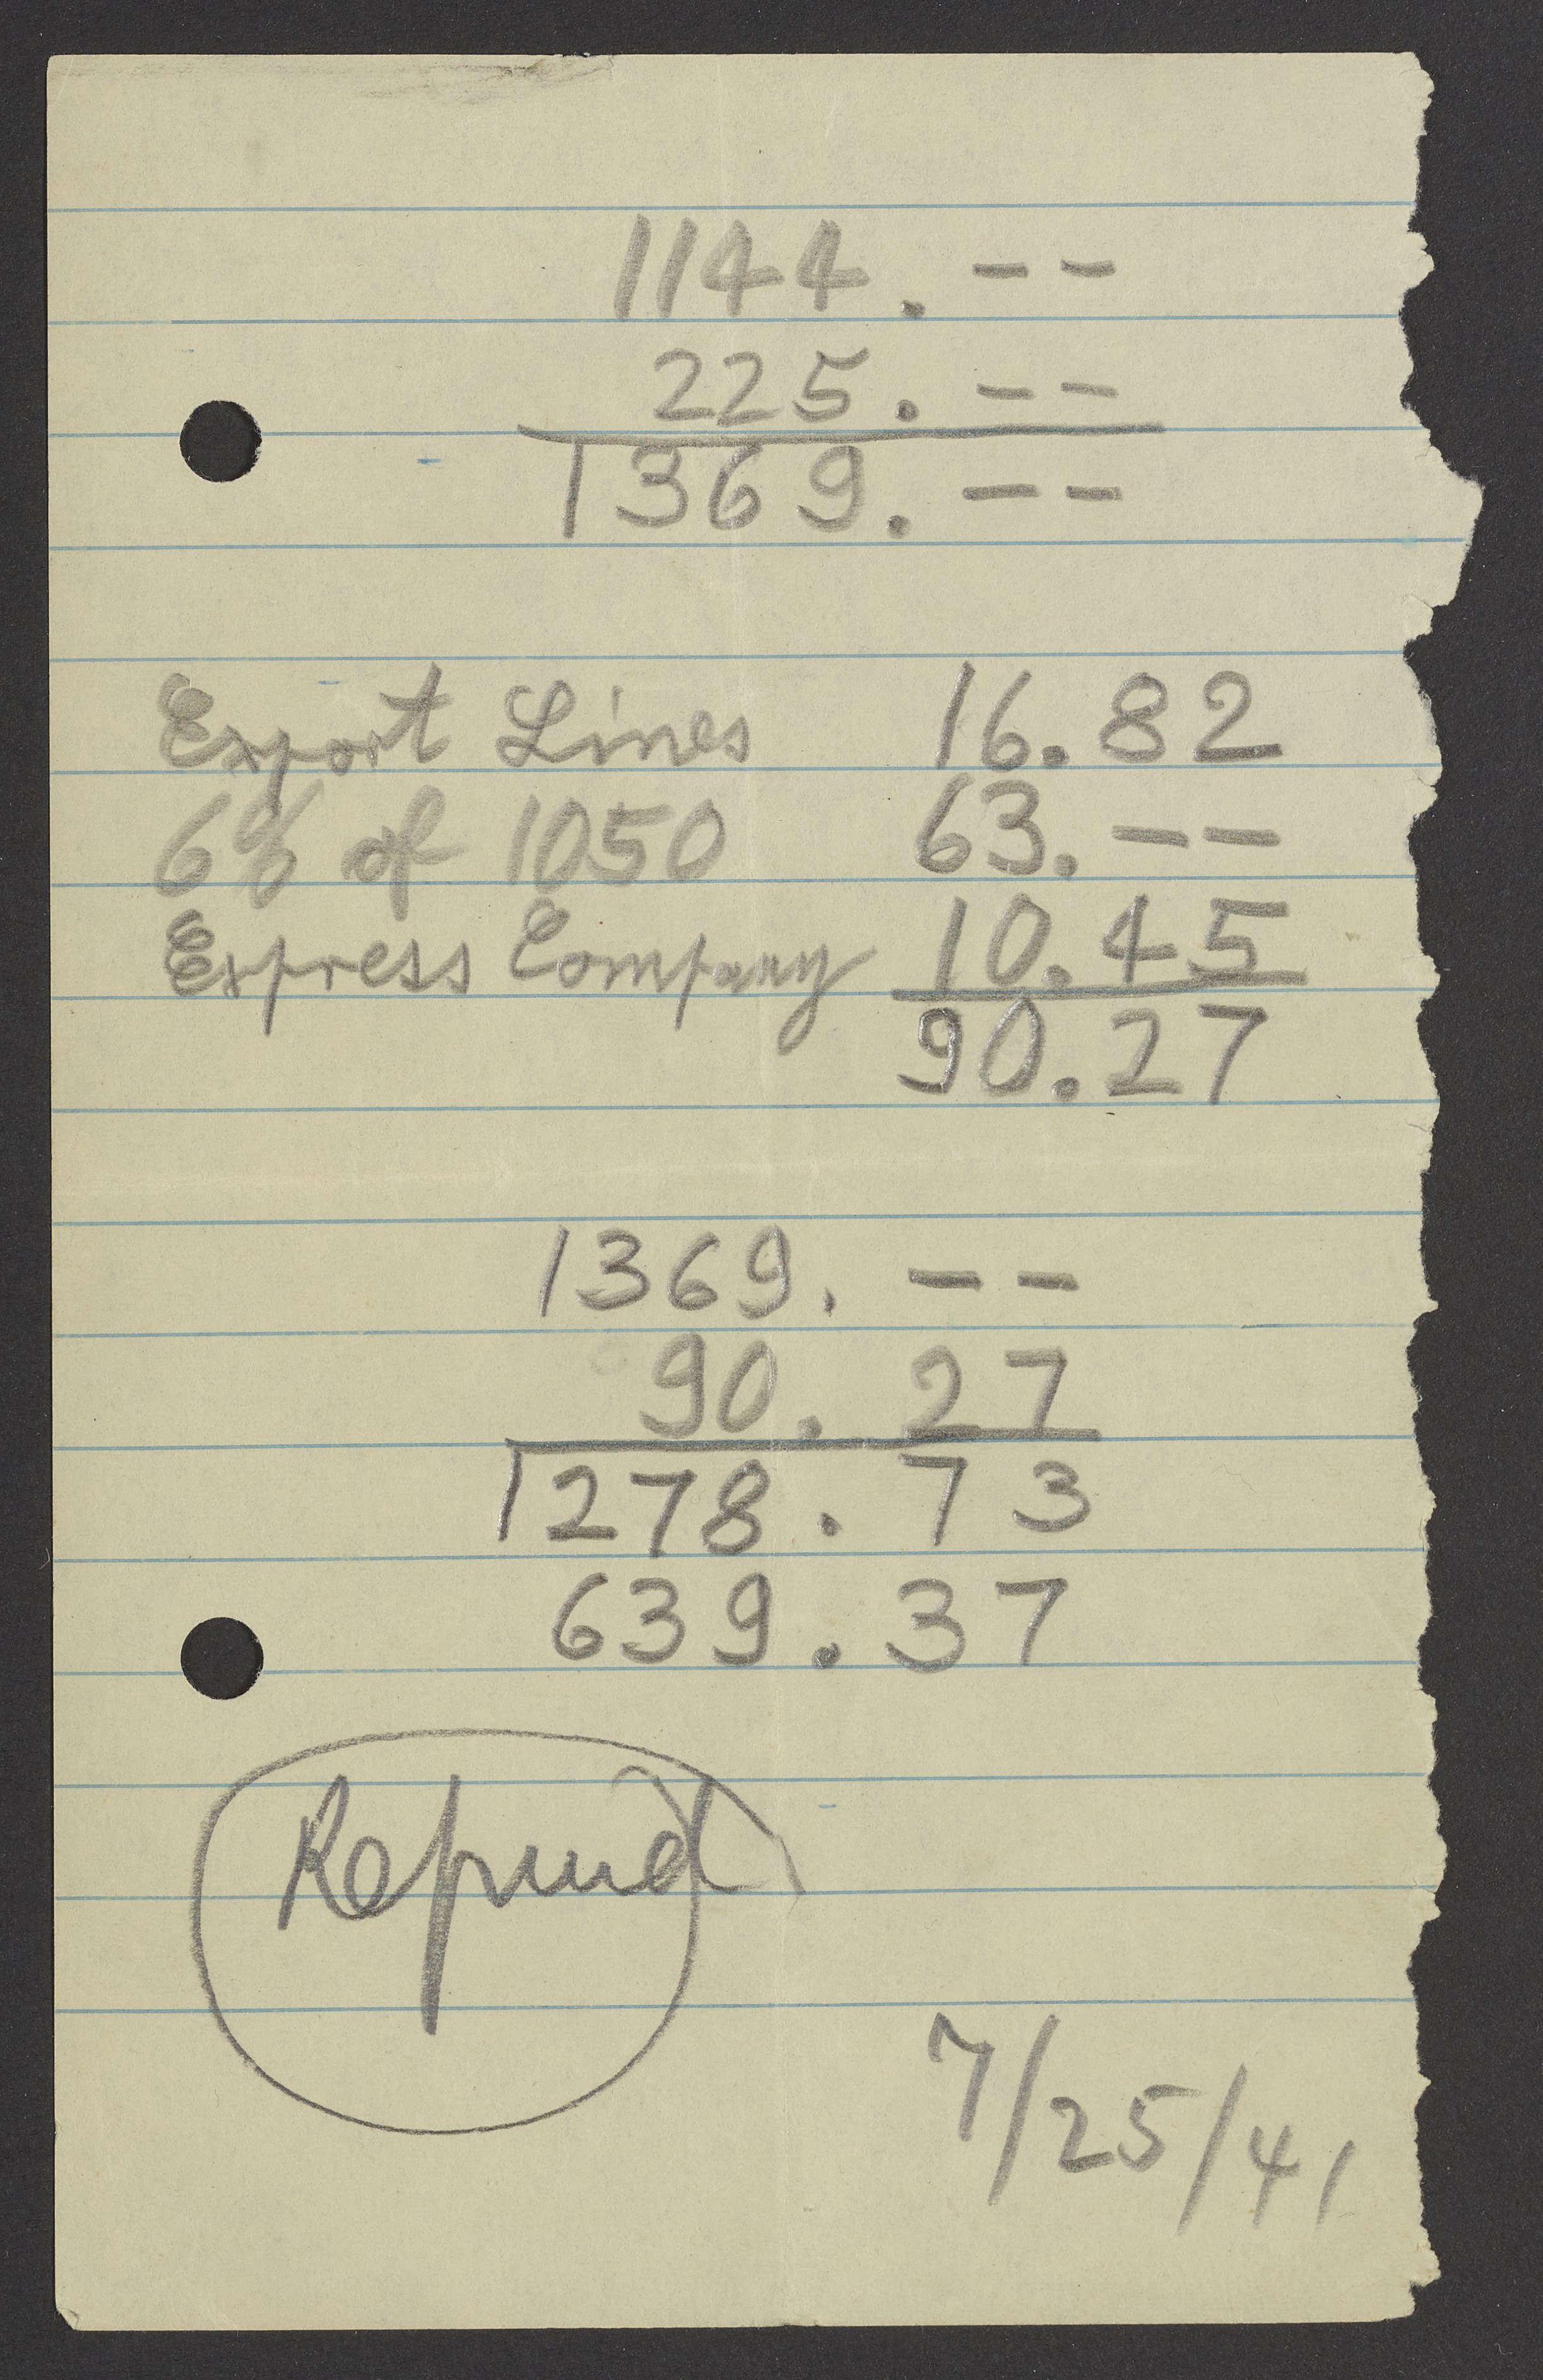 1144. --
225. --
1369. --
Export Lines 16.82
6% of 1050 63. --
Express Company 10.45
90.27
1369. --
90. 27
1278. 73
639. 37
Refund
7/25/41